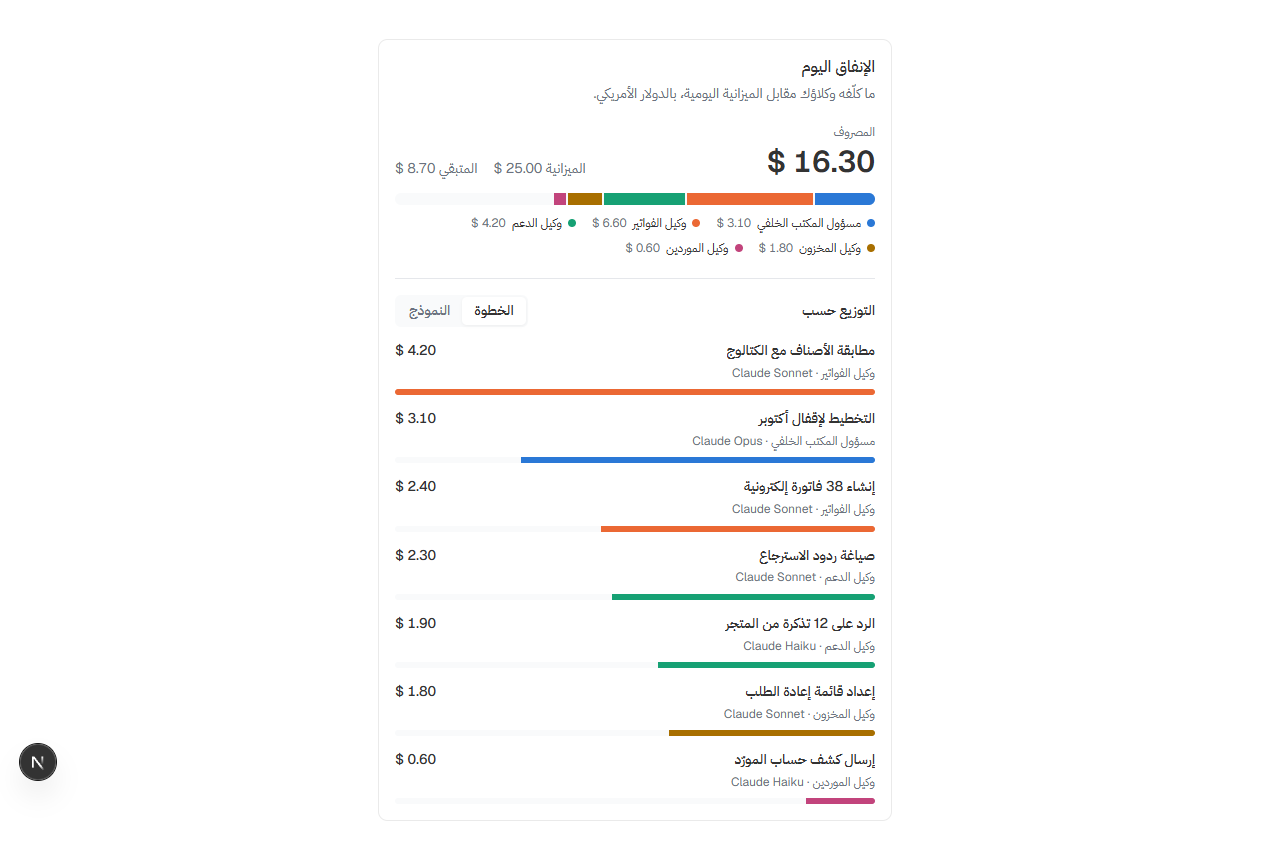 الإنفاق اليوم
ما كلّفه وكلاؤك مقابل الميزانية اليومية، بالدولار الأمريكي.
المصروف
16.30 $
الميزانية 25.00 $ المتبقي 8.70 $
مسؤول المكتب الخلفي 3.10 $ وكيل الفواتير 6.60 $ وكيل الدعم 4.20 $
وكيل المخزون 1.80 $ وكيل الموردين 0.60 $
التوزيع حسب الخطوة النموذج
مطابقة الأصناف مع الكتالوج 4.20 $
وكيل الفواتير · Claude Sonnet
التخطيط لإقفال أكتوبر 3.10 $
مسؤول المكتب الخلفي · Claude Opus
إنشاء 38 فاتورة إلكترونية 2.40 $
وكيل الفواتير · Claude Sonnet
صياغة ردود الاسترجاع 2.30 $
وكيل الدعم · Claude Sonnet
الرد على 12 تذكرة من المتجر 1.90 $
وكيل الدعم · Claude Haiku
إعداد قائمة إعادة الطلب 1.80 $
وكيل المخزون · Claude Sonnet
إرسال كشف حساب المورّد 0.60 $
وكيل الموردين · Claude Haiku
N